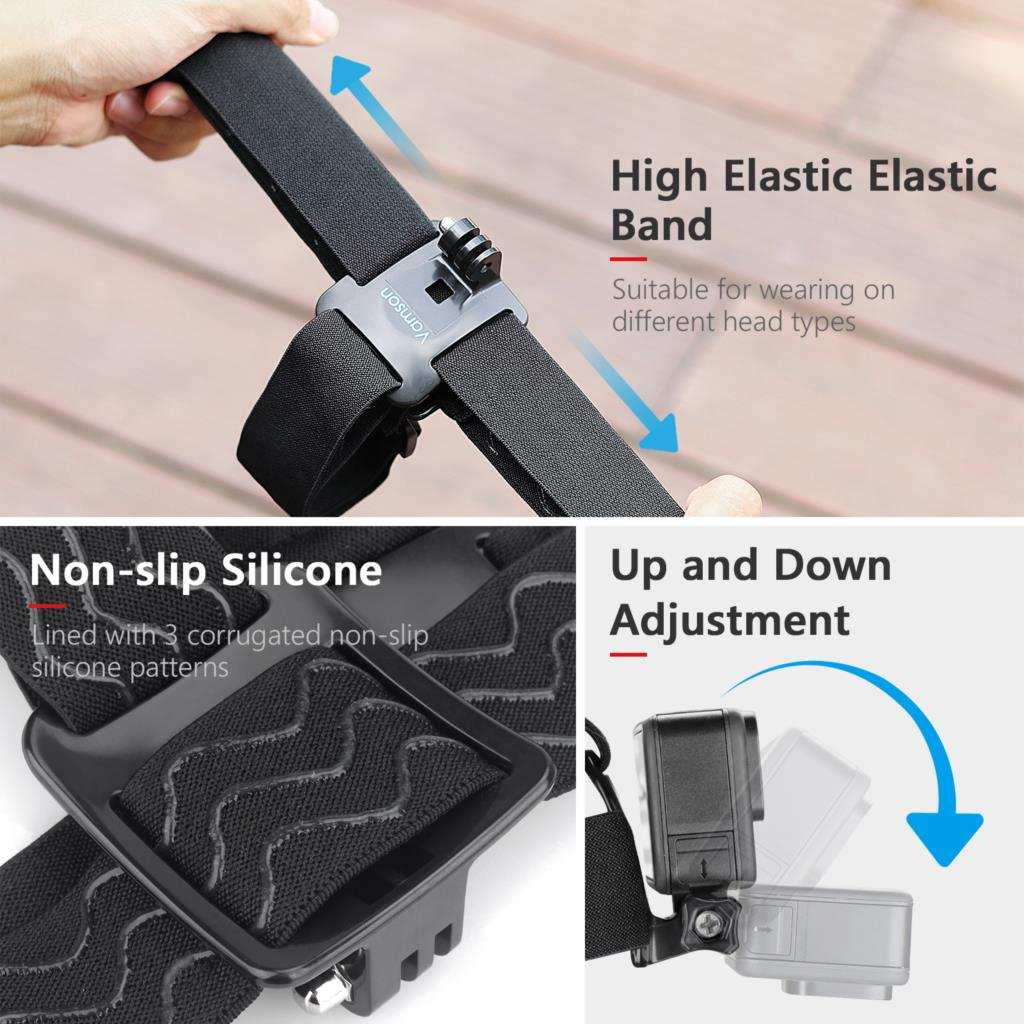 High Elastic Elastic
Band
Suitable for wearing on
different head types
Vamson
Non-slip Silicone
Lined with 3 corrugated non-slip
silicone patterns
Up and Down
Adjustment